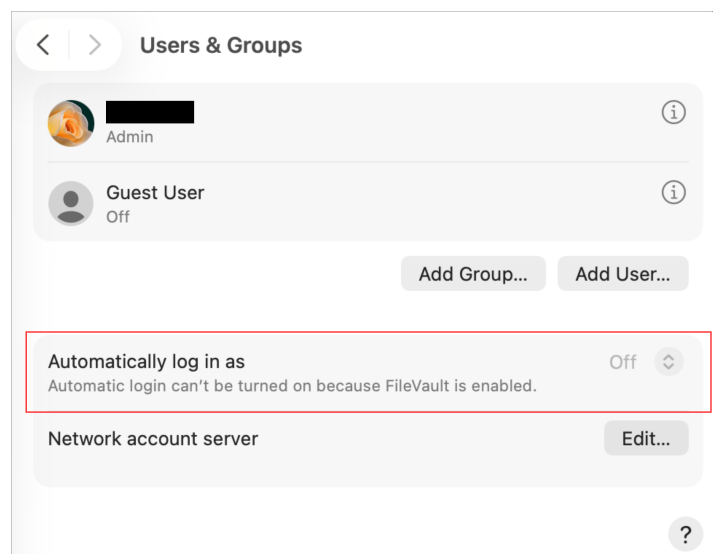 Users & Groups
Admin
Guest User
Off
Add Group...
Add User...
Automatically log in as
Off
Automatic login can't be turned on because FileVault is enabled.
Network account server
Edit...
?